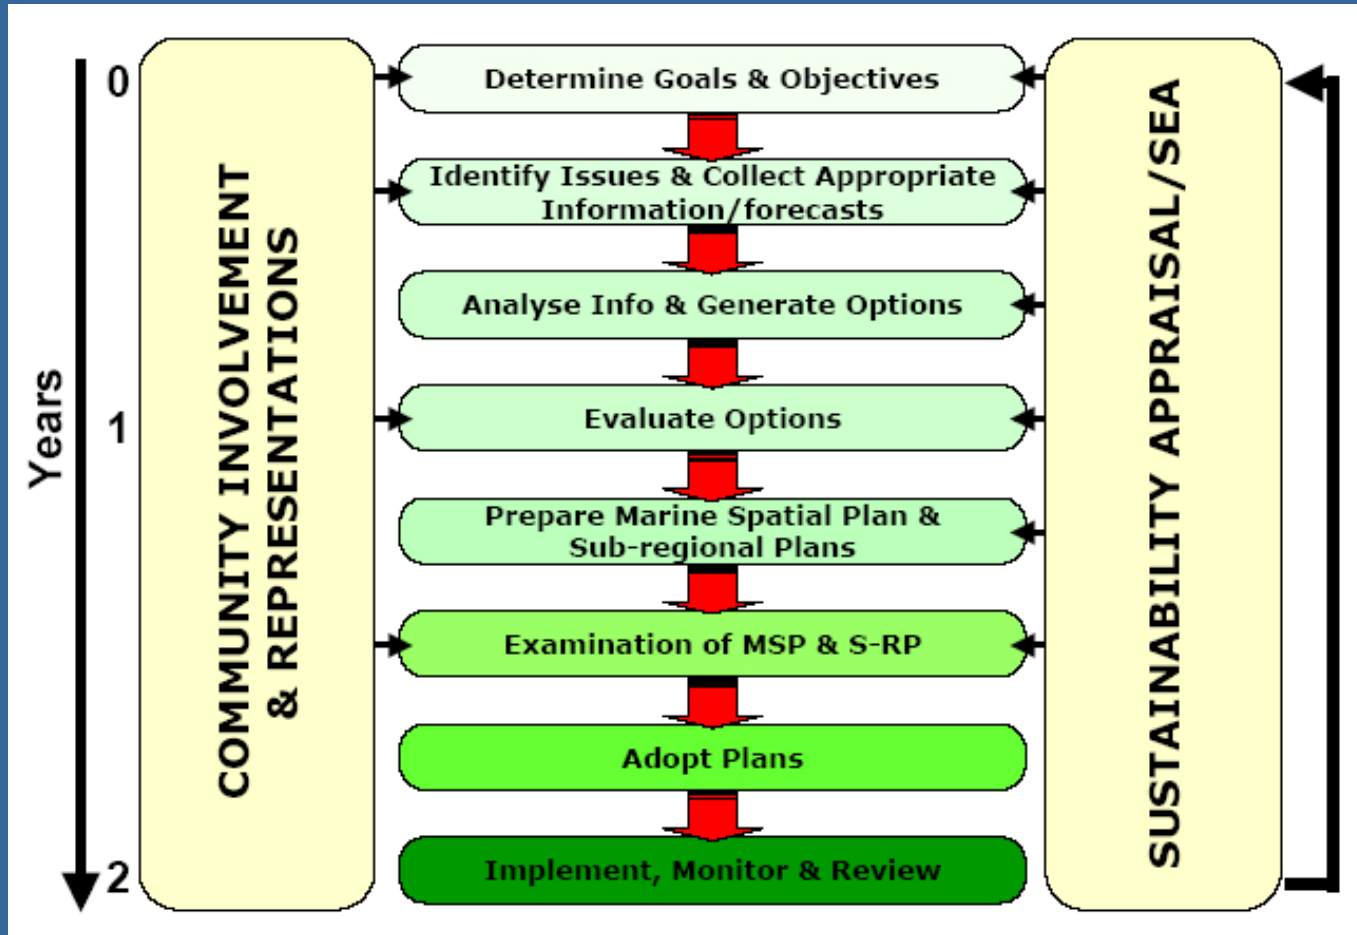 Years
0
1
2
COMMUNITY INVOLVEMENT
& REPRESENTATIONS
Determine Goals & Objectives
Identify Issues & Collect Appropriate
Information/forecasts
Analyse Info & Generate Options
Evaluate Options
Prepare Marine Spatial Plan &
Sub-regional Plans
Examination of MSP & S-RP
Adopt Plans
Implement, Monitor & Review
SUSTAINABILITY APPRAISAL/SEA